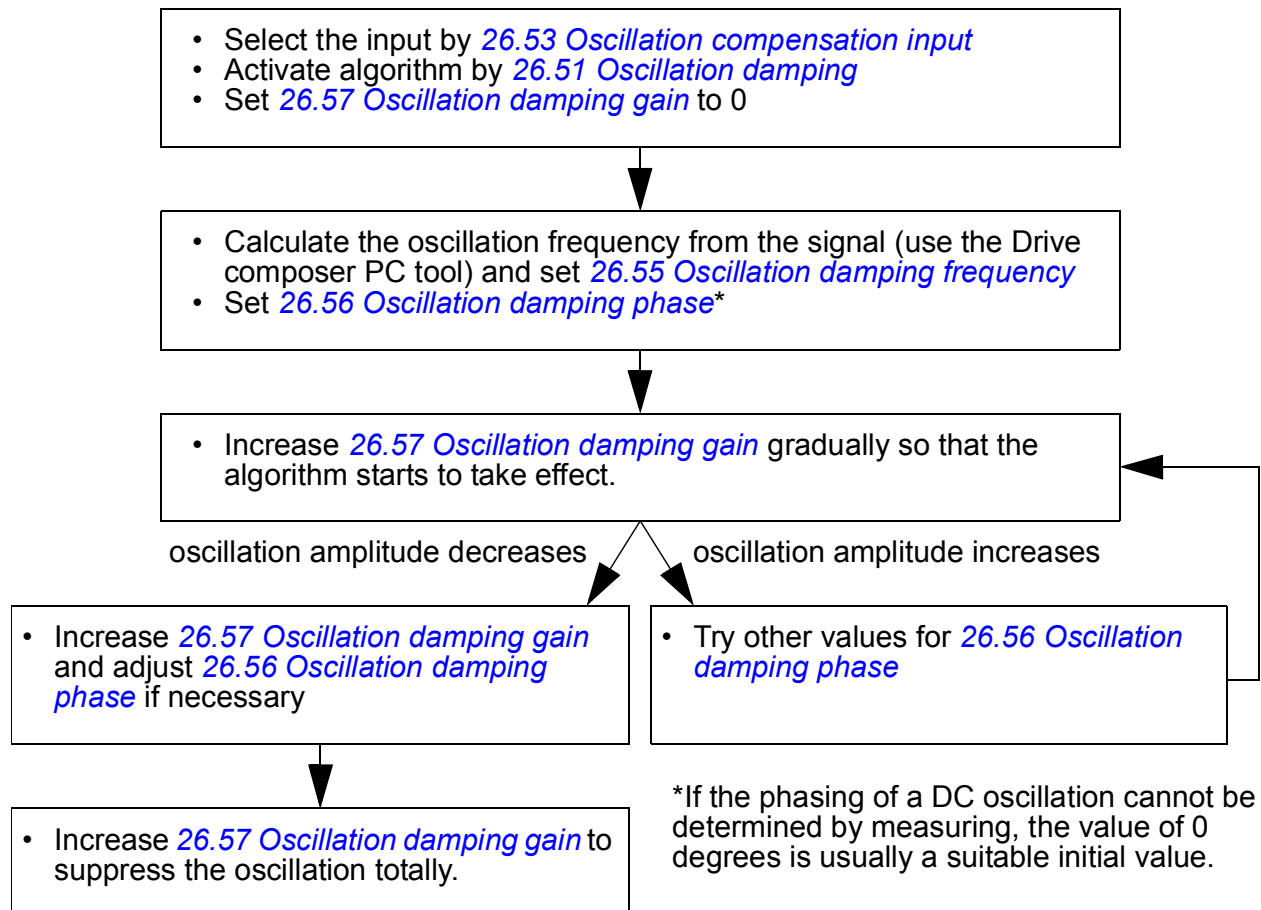 • Select the input by 26.53 Oscillation compensation input
• Activate algorithm by 26.51 Oscillation damping
• Set 26.57 Oscillation damping gain to 0
• Calculate the oscillation frequency from the signal (use the Drive
composer PC tool) and set 26.55 Oscillation damping frequency
• Set 26.56 Oscillation damping phase*
• Increase 26.57 Oscillation damping gain gradually so that the
algorithm starts to take effect.
oscillation amplitude decreases
oscillation amplitude increases
• Increase 26.57 Oscillation damping gain
and adjust 26.56 Oscillation damping
phase if necessary
• Try other values for 26.56 Oscillation
damping phase
• Increase 26.57 Oscillation damping gain to
suppress the oscillation totally.
*If the phasing of a DC oscillation cannot be
determined by measuring, the value of 0
degrees is usually a suitable initial value.